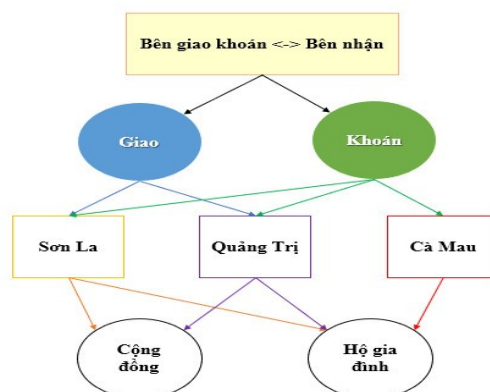 Bên giao khoán <-> Bên nhận
Giao
Khoán
Sơn La
Quảng Trị
Cà Mau
Cộng
đồng
Hộ gia
đình